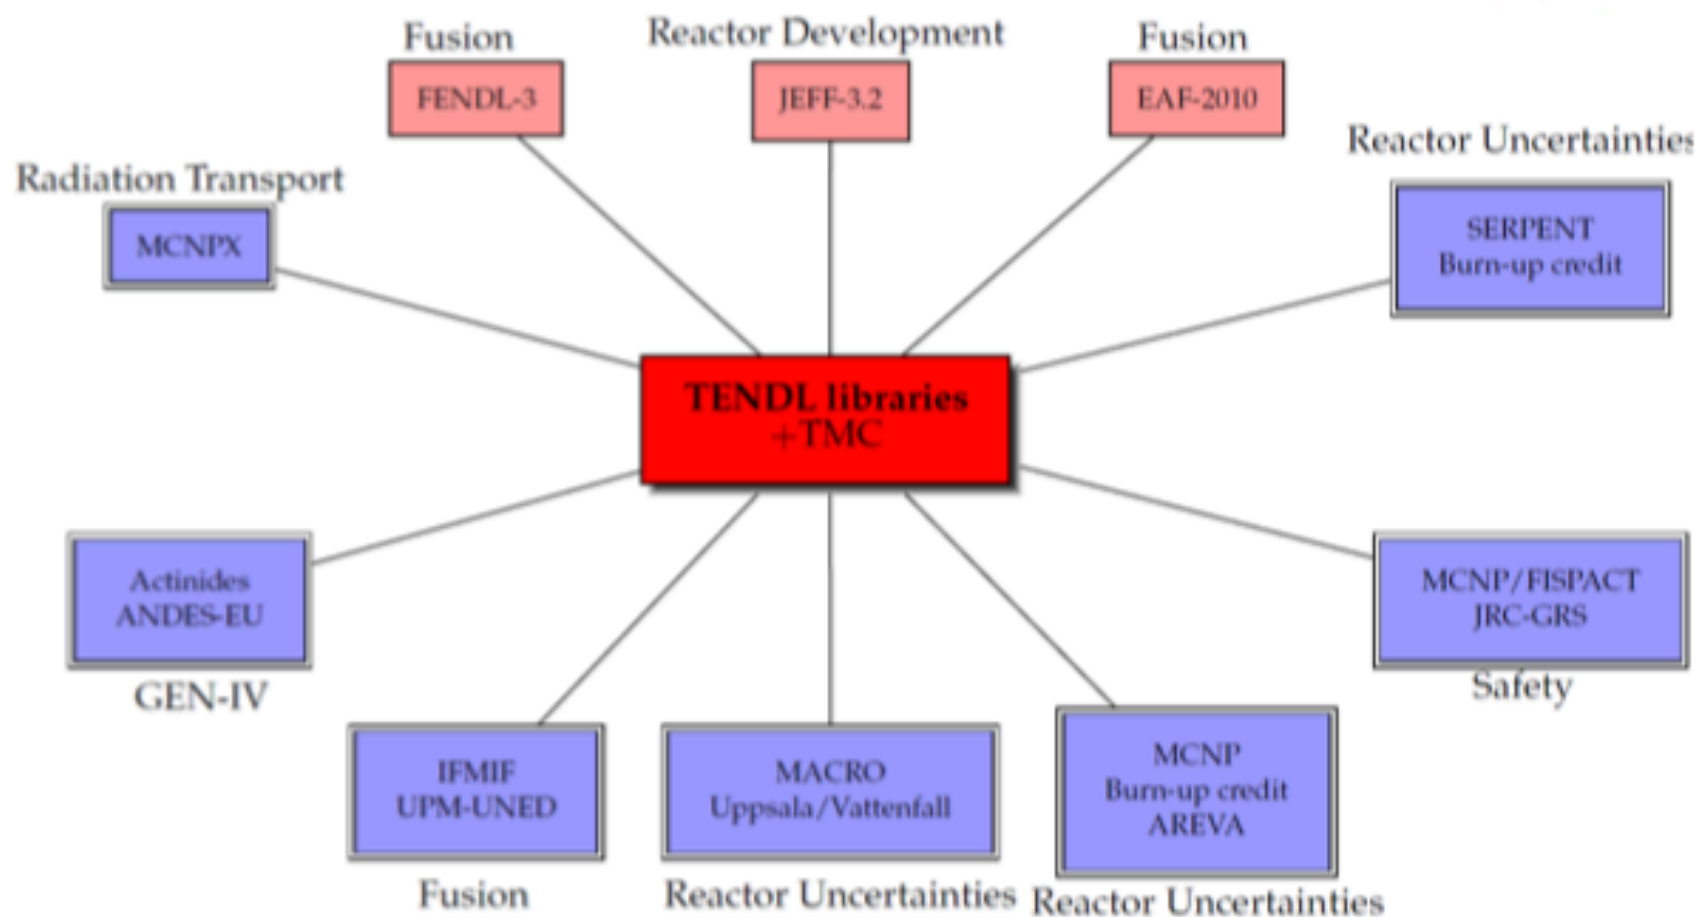 Fusion
FENDL-3
Reactor Development
JEFF-3.2
Fusion
EAF-2010
Reactor Uncertainties
SERPENT
Burn-up credit
Radiation Transport
MCNPX
TENDL libraries
+TMC
Actinides
ANDES-EU
GEN-IV
MCNP/FISPACT
JRC-GRS
Safety
IFMIF
UPM-UNED
Fusion
MACRO
Uppsala/Vattenfall
Reactor Uncertainties
MCNP
Burn-up credit
AREVA
Reactor Uncertainties